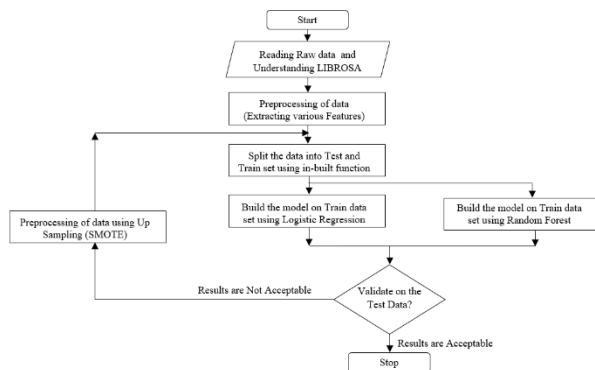 Start
Reading Raw data and
Understanding LIBROSA
Preprocessing of data
(Extracting various Features)
Split the data into Test and
Train set using in-built function
Build the model on Train data
set using Logistic Regression
Build the model on Train data
set using Random Forest
Preprocessing of data using Up
Sampling (SMOTE)
Results are Not Acceptable
Validate on the
Test Data?
Results are Acceptable
Stop